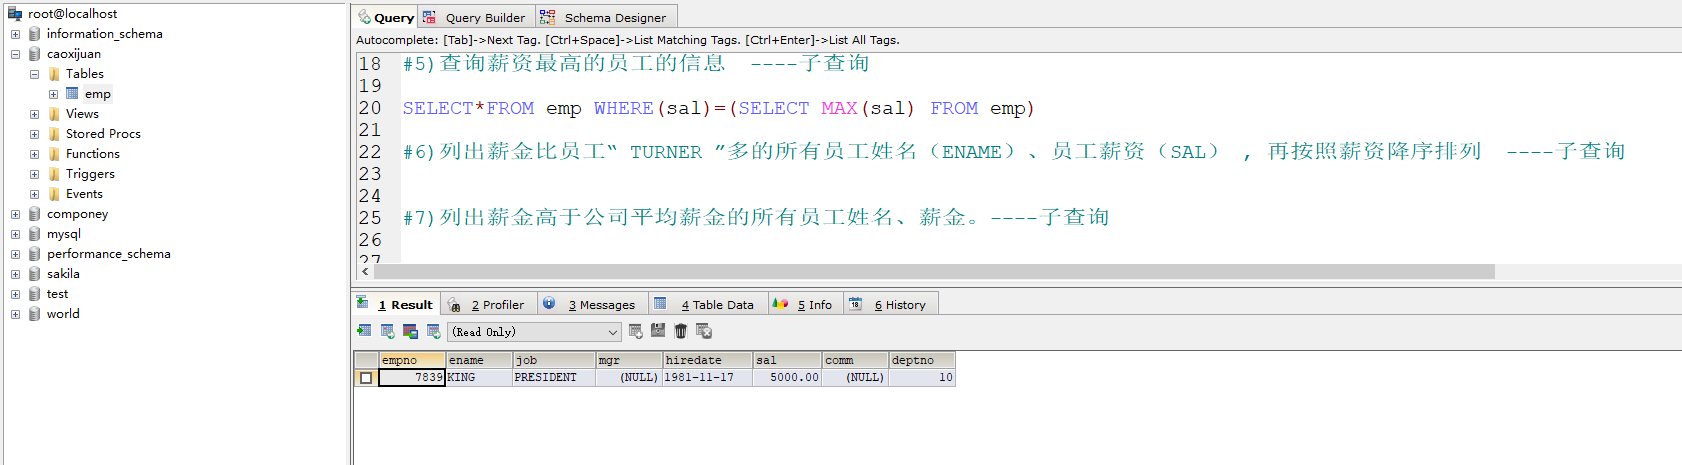 root@localhost
information_schema
caoxijuan
Tables
emp
Views
Stored Procs
Functions
Triggers
Events
componey
mysql
performance_schema
sakila
test
world
Query Query Builder Schema Designer
Autocomplete: [Tab]->Next Tag. [Ctrl+Space]->List Matching Tags. [Ctrl+Enter]->List All Tags.
18 #5)查询薪资最高的员工的信息 ----子查询
19
20 SELECT*FROM emp WHERE(sal)=(SELECT MAX(sal) FROM emp)
21
22 #6)列出薪金比员工“ TURNER ”多的所有员工姓名（ENAME）、员工薪资（SAL） , 再按照薪资降序排列 ----子查询
23
24
25 #7)列出薪金高于公司平均薪金的所有员工姓名、薪金。----子查询
26
27
1 Result 2 Profiler 3 Messages 4 Table Data 5 Info 6 History
(Read Only)
empno ename job mgr hiredate sal comm deptno
7839 KING PRESIDENT (NULL) 1981-11-17 5000.00 (NULL) 10